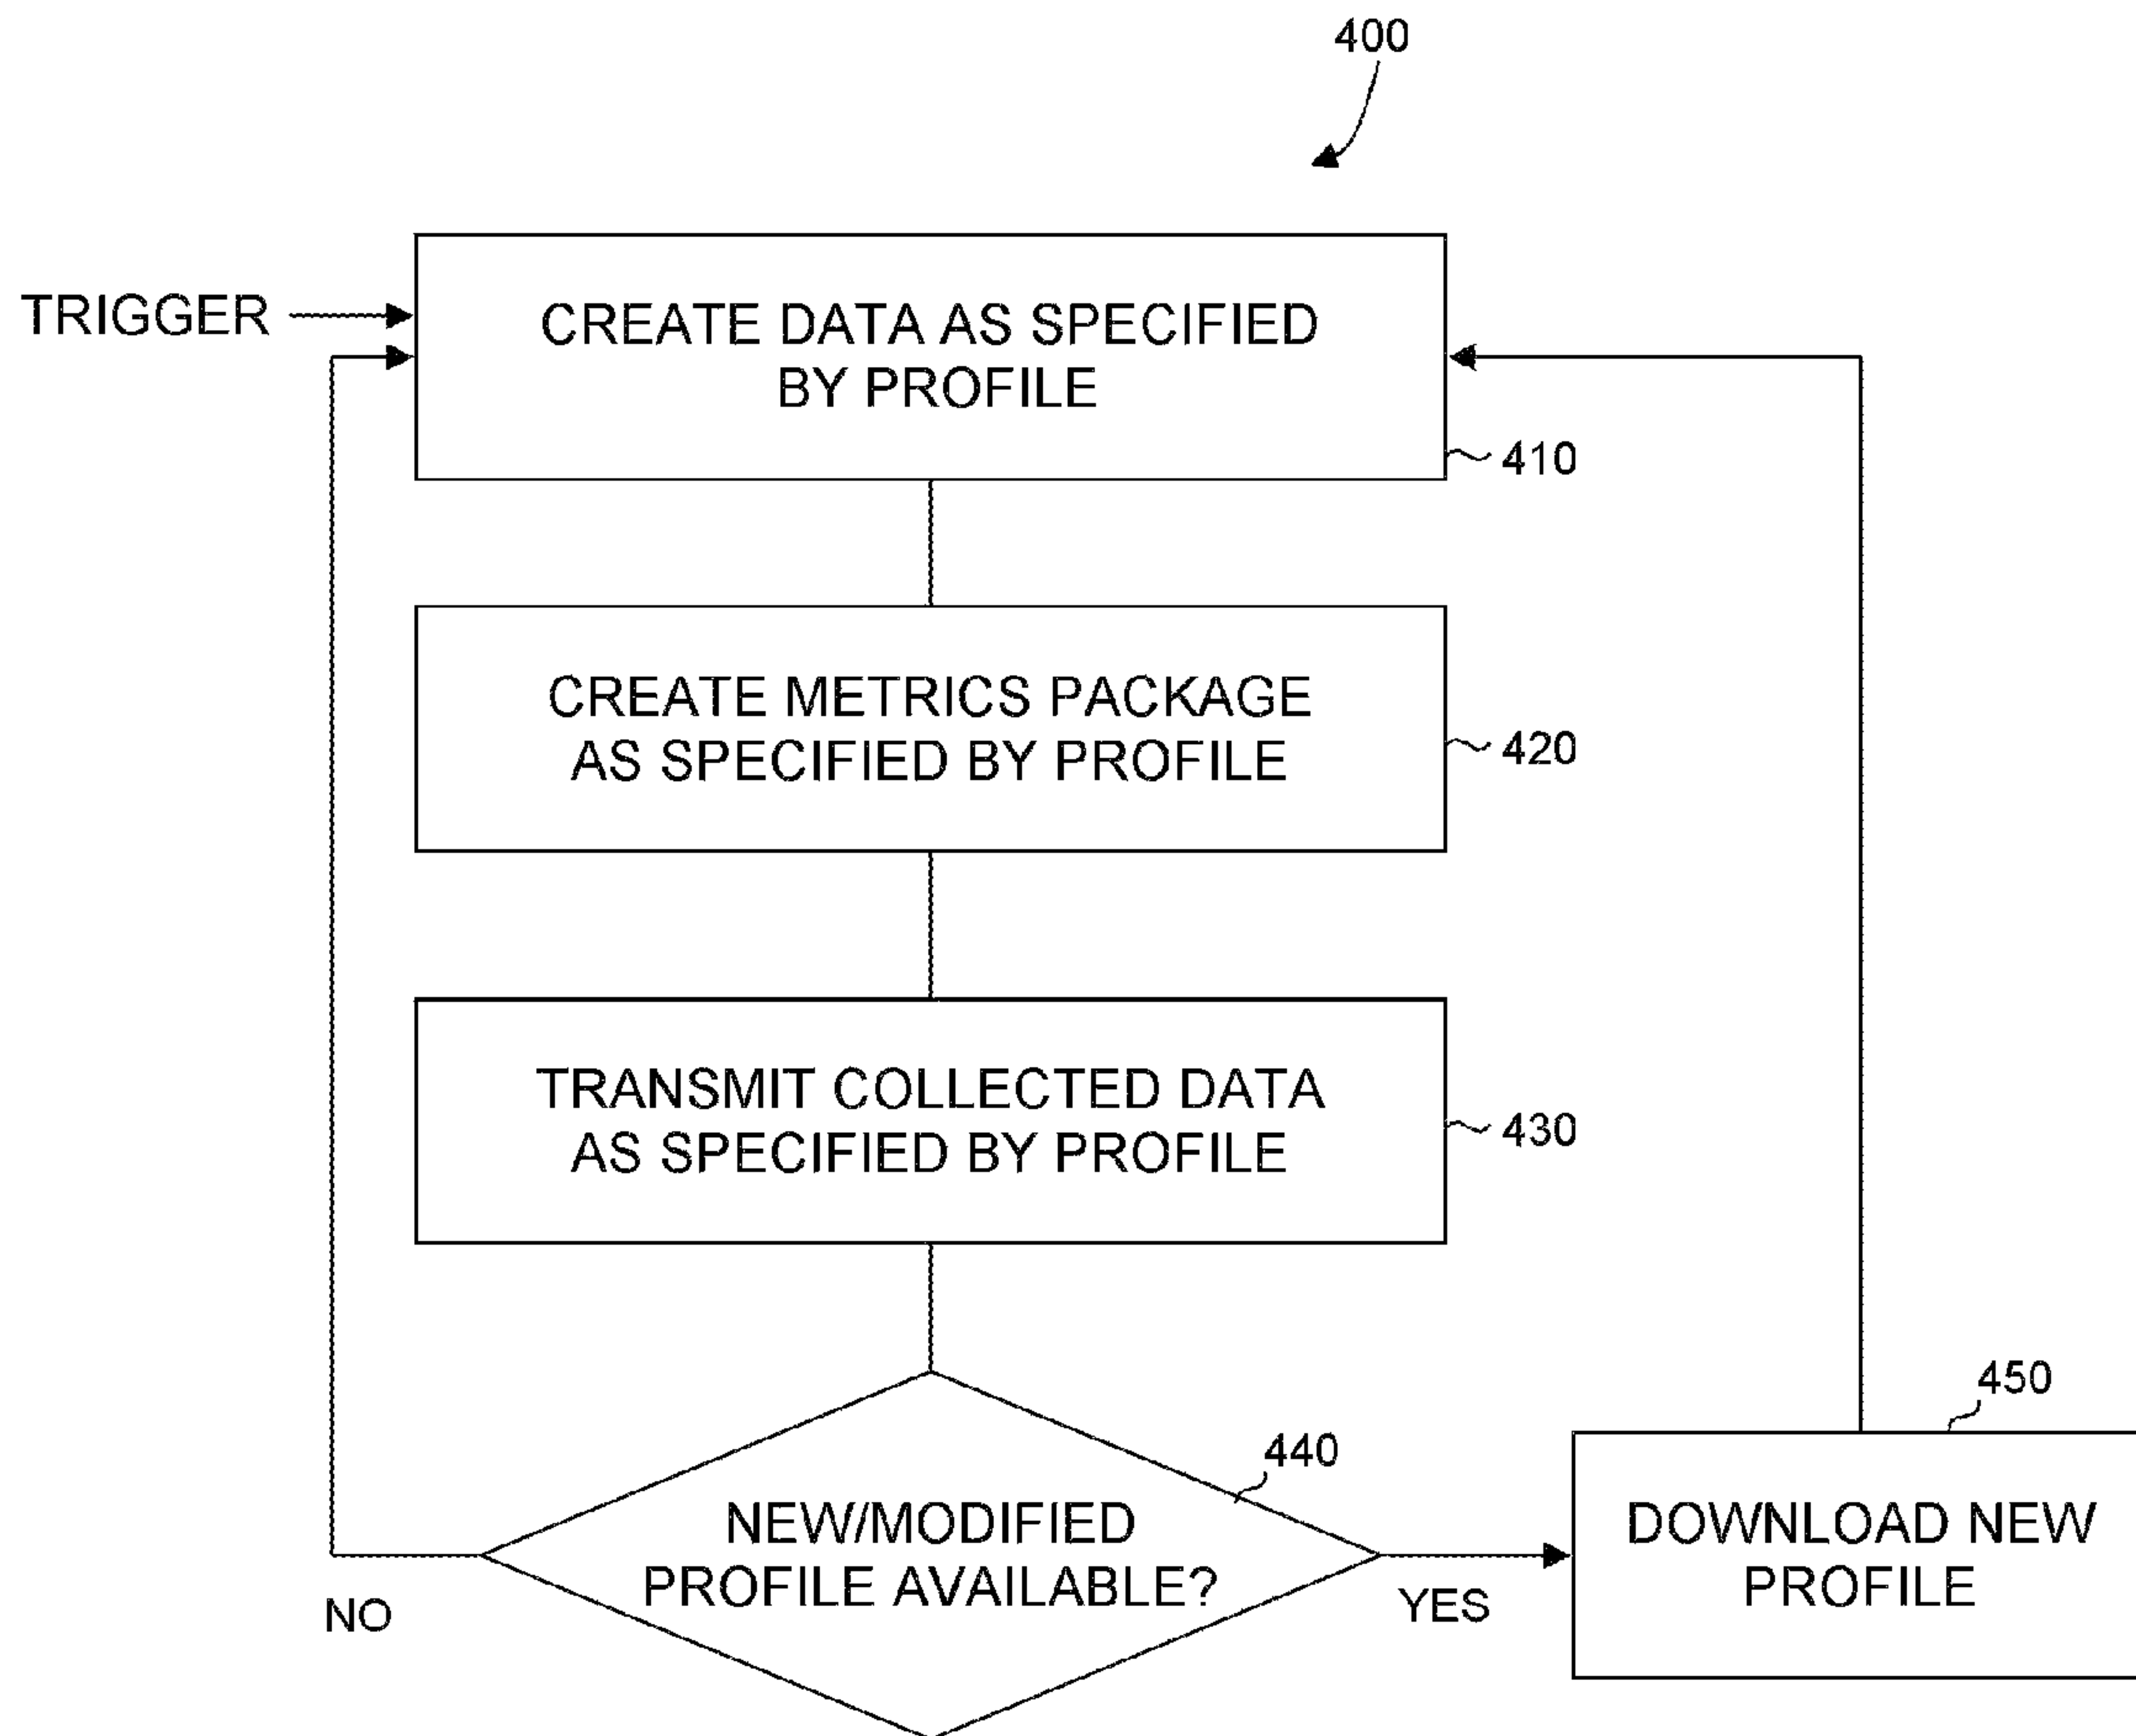 400
TRIGGER
CREATE DATA AS SPECIFIED
BY PROFILE
410
CREATE METRICS PACKAGE
AS SPECIFIED BY PROFILE
420
TRANSMIT COLLECTED DATA
AS SPECIFIED BY PROFILE
430
440
NEW/MODIFIED
PROFILE AVAILABLE?
NO
YES
450
DOWNLOAD NEW
PROFILE